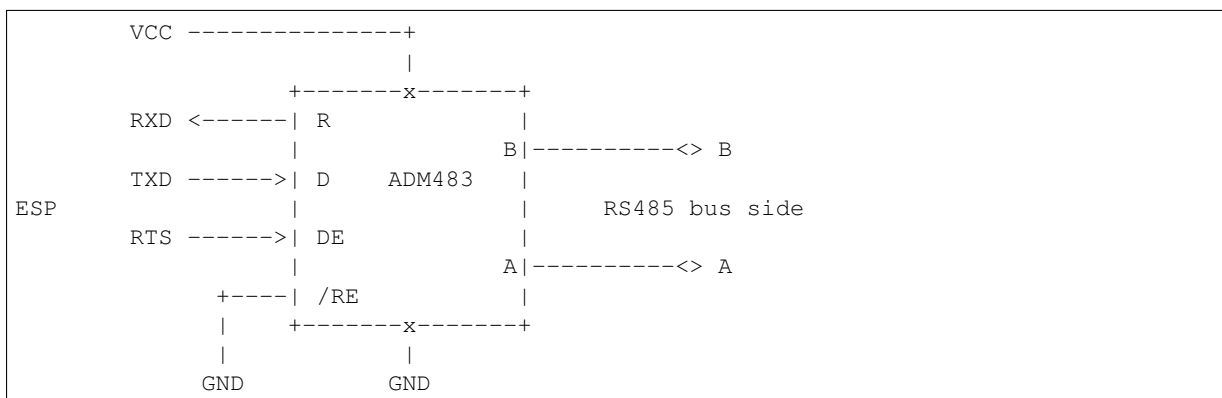 VCC ---------------+
|
+-------x-------+
RXD <------| R |
| B|----------<> B
TXD ------>| D ADM483 |
ESP | | RS485 bus side
RTS ------>| DE |
| A|----------<> A
+----| /RE |
| +-------x-------+
| |
GND GND